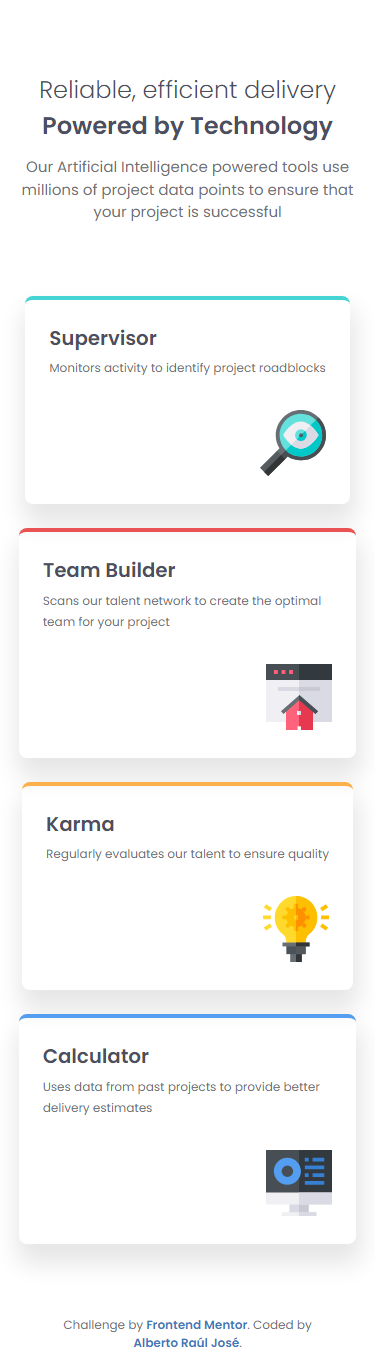 Reliable, efficient delivery
Powered by Technology
Our Artificial Intelligence powered tools use
millions of project data points to ensure that
your project is successful
Supervisor
Monitors activity to identify project roadblocks
Team Builder
Scans our talent network to create the optimal
team for your project
Karma
Regularly evaluates our talent to ensure quality
Calculator
Uses data from past projects to provide better
delivery estimates
Challenge by Frontend Mentor. Coded by
Alberto Raúl José.